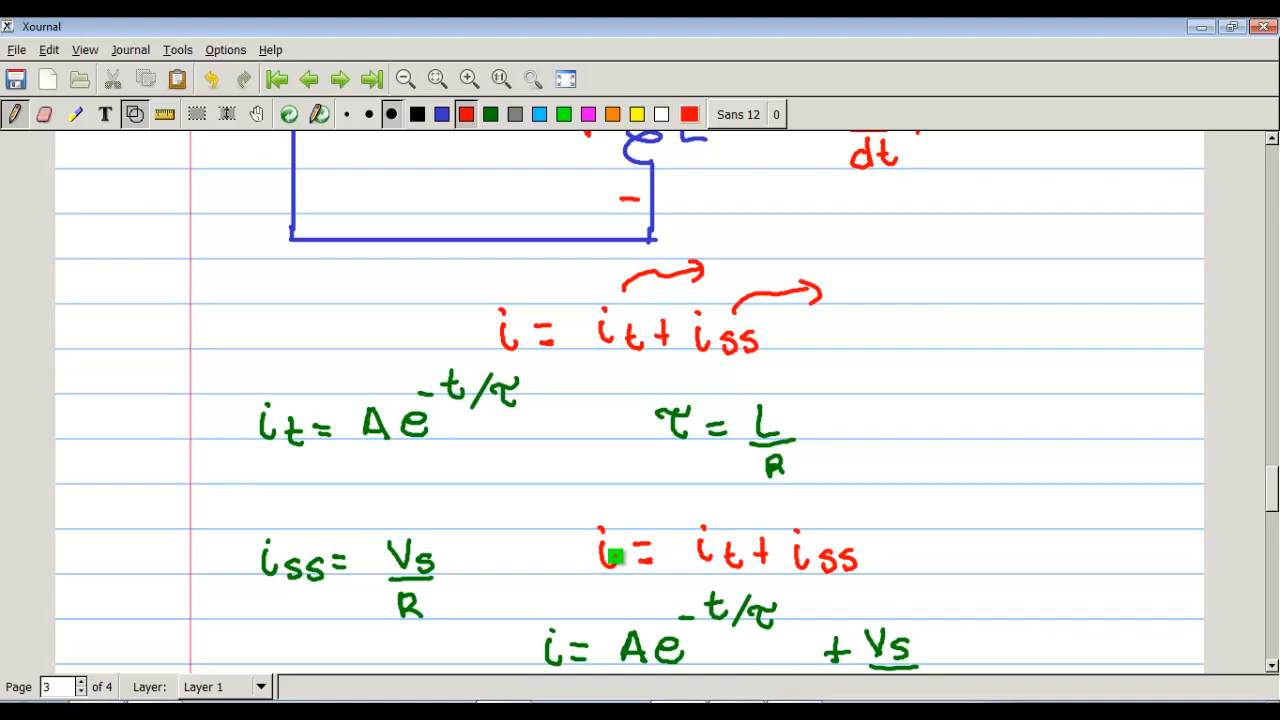 Xournal
File Edit View Journal Tools Options Help
T Sans 12 0
L
dt
-
i = it + iss
it = Ae^-t/τ τ = L/R
iss = Vs/R i = it + iss
i = Ae^-t/τ + Vs
Page 3 of 4 Layer: Layer 1